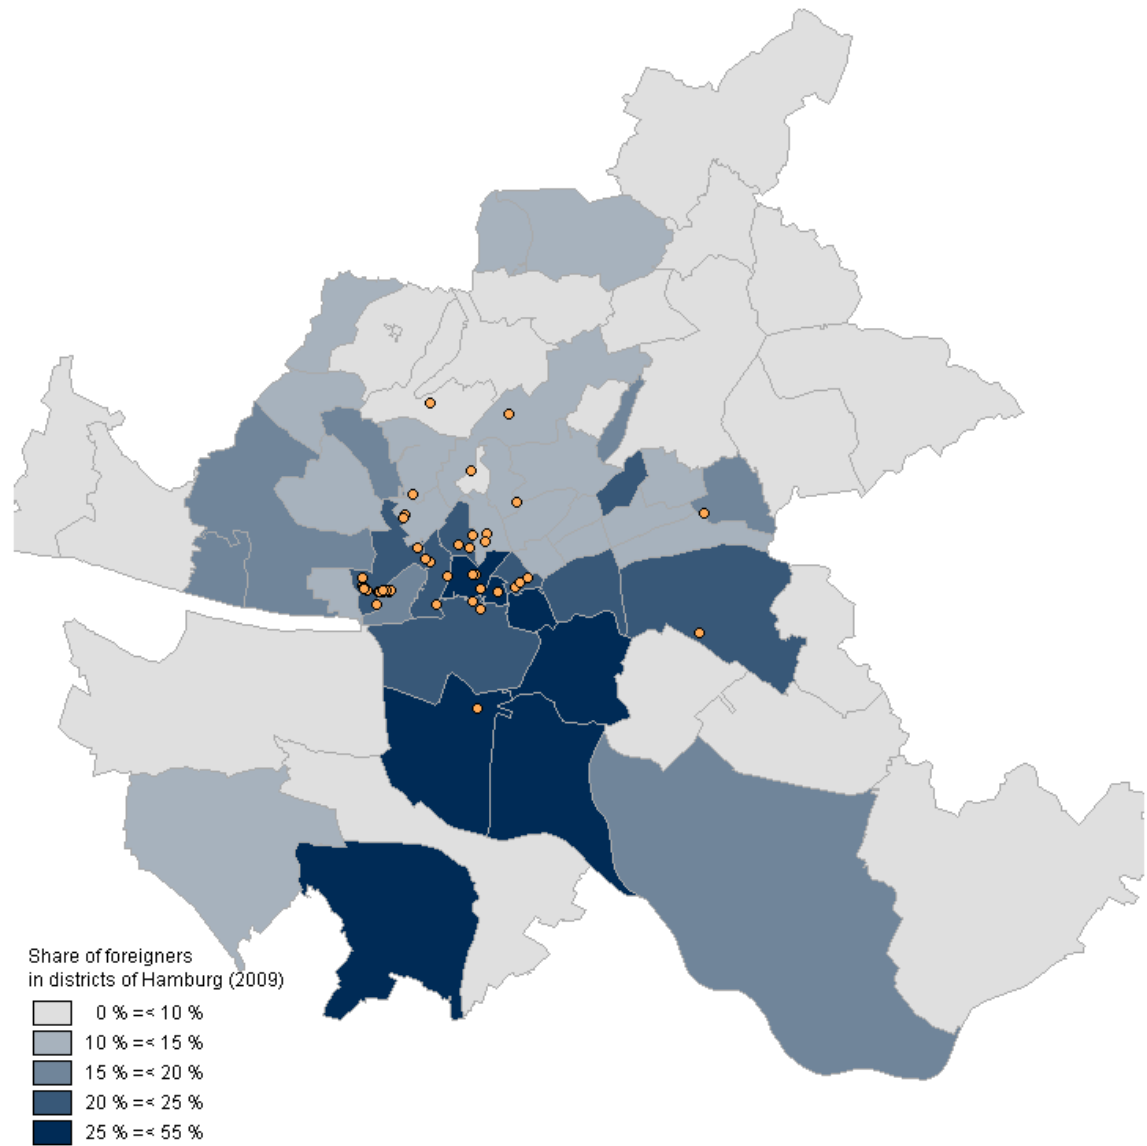 Share of foreigners
in districts of Hamburg (2009)
0 % =< 10 %
10 % =< 15 %
15 % =< 20 %
20 % =< 25 %
25 % =< 55 %